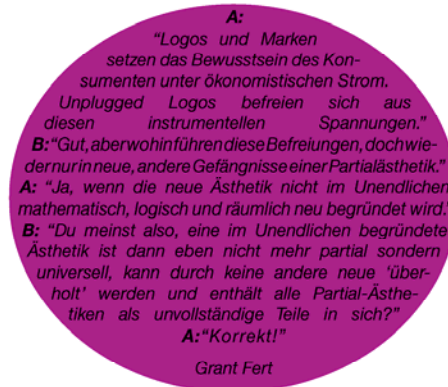 A:
“Logos und Marken
setzen das Bewusstsein des Kon-
sumenten unter ökonomistischen Strom.
Unplugged Logos befreien sich aus
diesen instrumentellen Spannungen.”
B: “Gut, aber wohin führen diese Befreiungen, doch wie-
der nur in neue, andere Gefängnisse einer Partialästhetik.”
A: “Ja, wenn die neue Ästhetik nicht im Unendlichen
mathematisch, logisch und räumlich neu begründet wird.”
B: “Du meinst also, eine im Unendlichen begründete
Ästhetik ist dann eben nicht mehr partial sondern
universell, kann durch keine andere neue ‘über-
holt’ werden und enthält alle Partial-Ästhe-
tiken als unvollständige Teile in sich?”
A: “Korrekt!”
Grant Fert